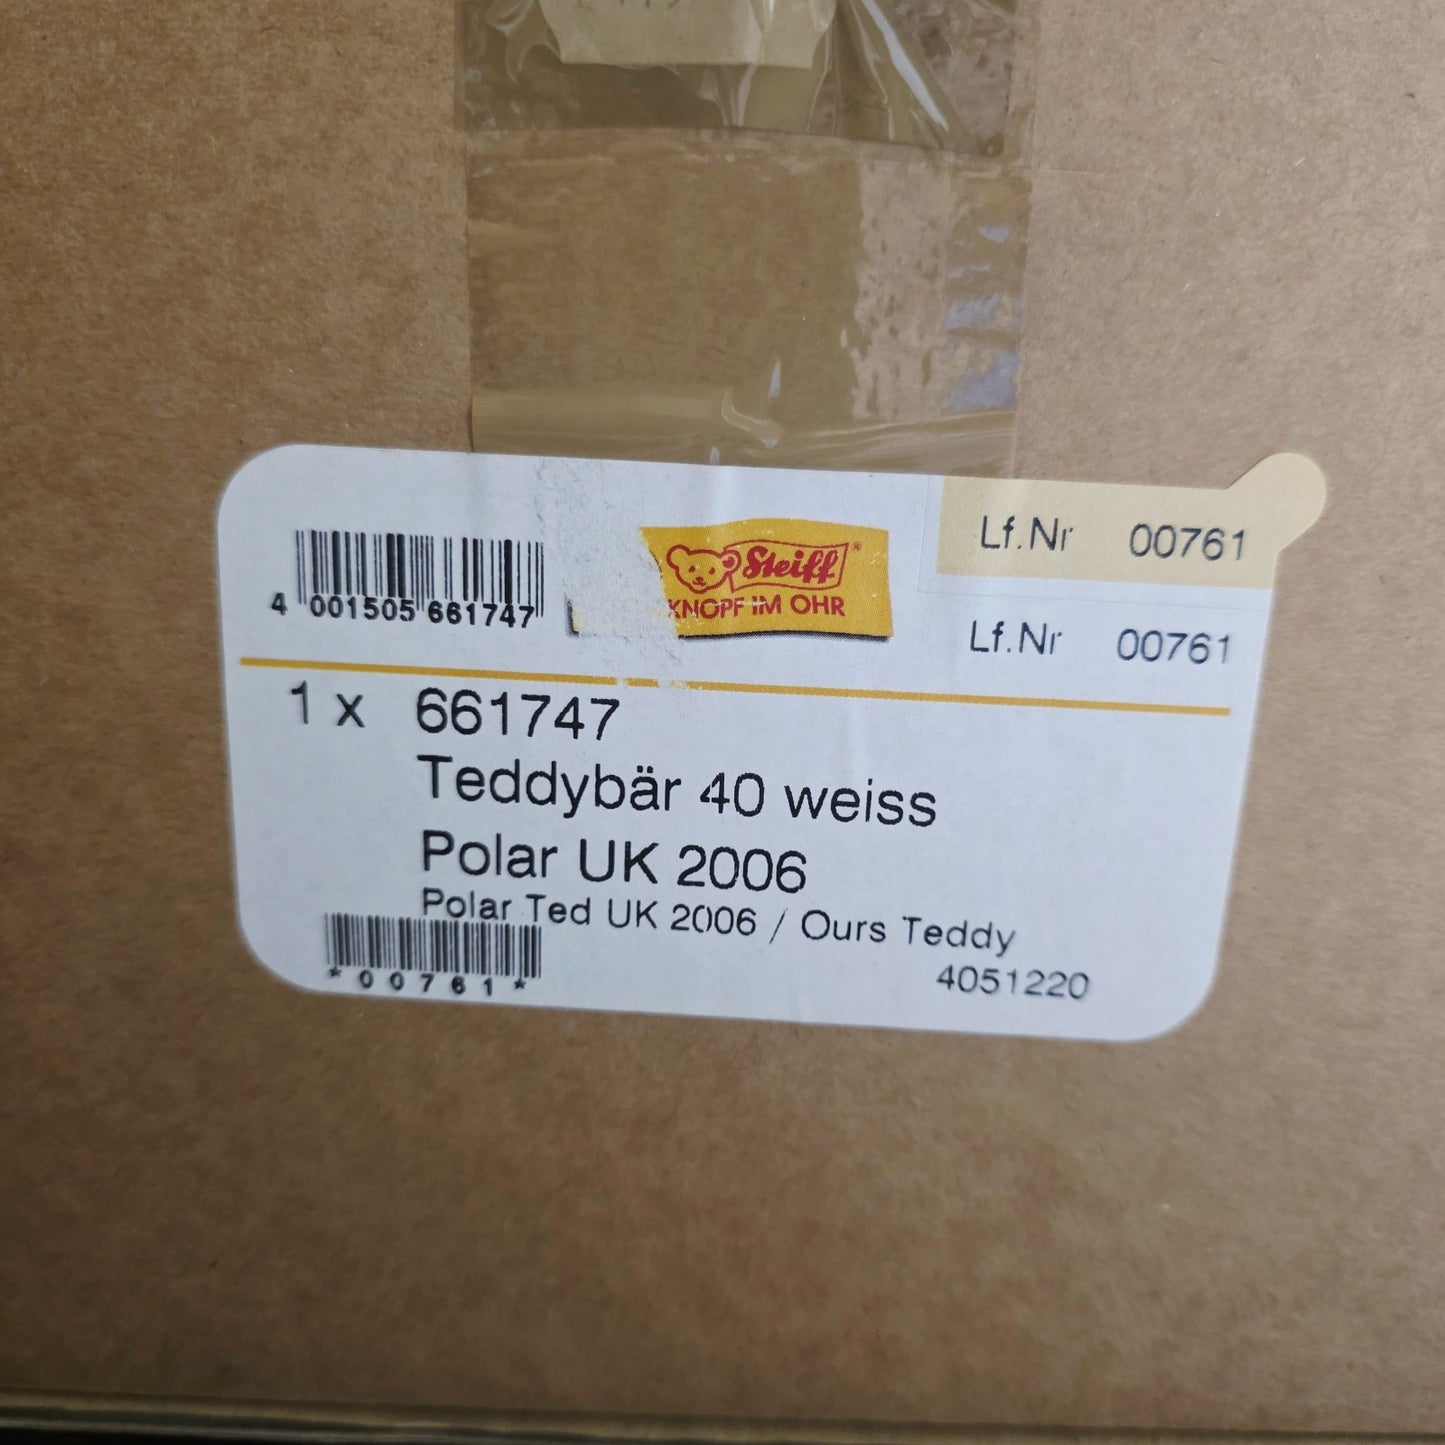 4 001505 661747
Steiff®
KNOPF IM OHR
Lf.Nr 00761
Lf.Nr 00761
1 x 661747
Teddybär 40 weiss
Polar UK 2006
Polar Ted UK 2006 / Ours Teddy
*00761*
4051220